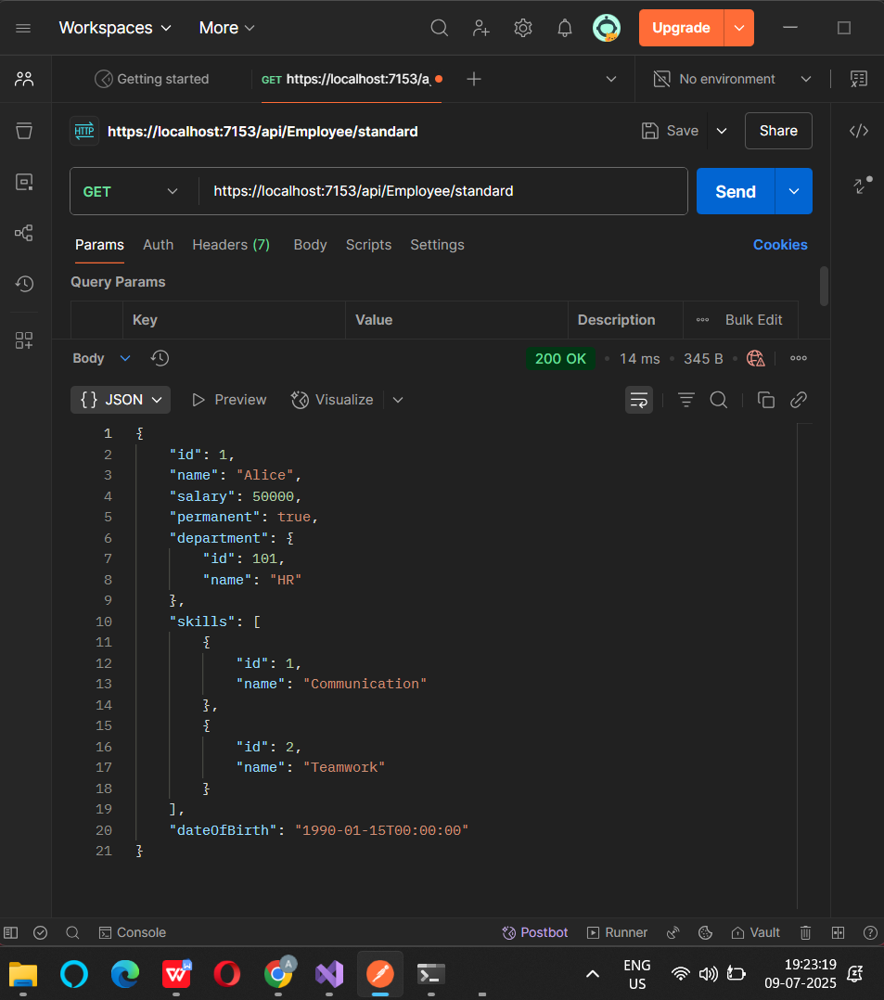 Workspaces More Upgrade
Getting started GET https://localhost:7153/a No environment
HTTP https://localhost:7153/api/Employee/standard Save Share
GET https://localhost:7153/api/Employee/standard Send
Params Auth Headers (7) Body Scripts Settings Cookies
Query Params
Key Value Description Bulk Edit
Body 200 OK 14 ms 345 B
{} JSON Preview Visualize
1 {
2 "id": 1,
3 "name": "Alice",
4 "salary": 50000,
5 "permanent": true,
6 "department": {
7 "id": 101,
8 "name": "HR"
9 },
10 "skills": [
11 {
12 "id": 1,
13 "name": "Communication"
14 },
15 {
16 "id": 2,
17 "name": "Teamwork"
18 }
19 ],
20 "dateOfBirth": "1990-01-15T00:00:00"
21 }
Console Postbot Runner Vault
W A ENG 19:23:19
US 09-07-2025